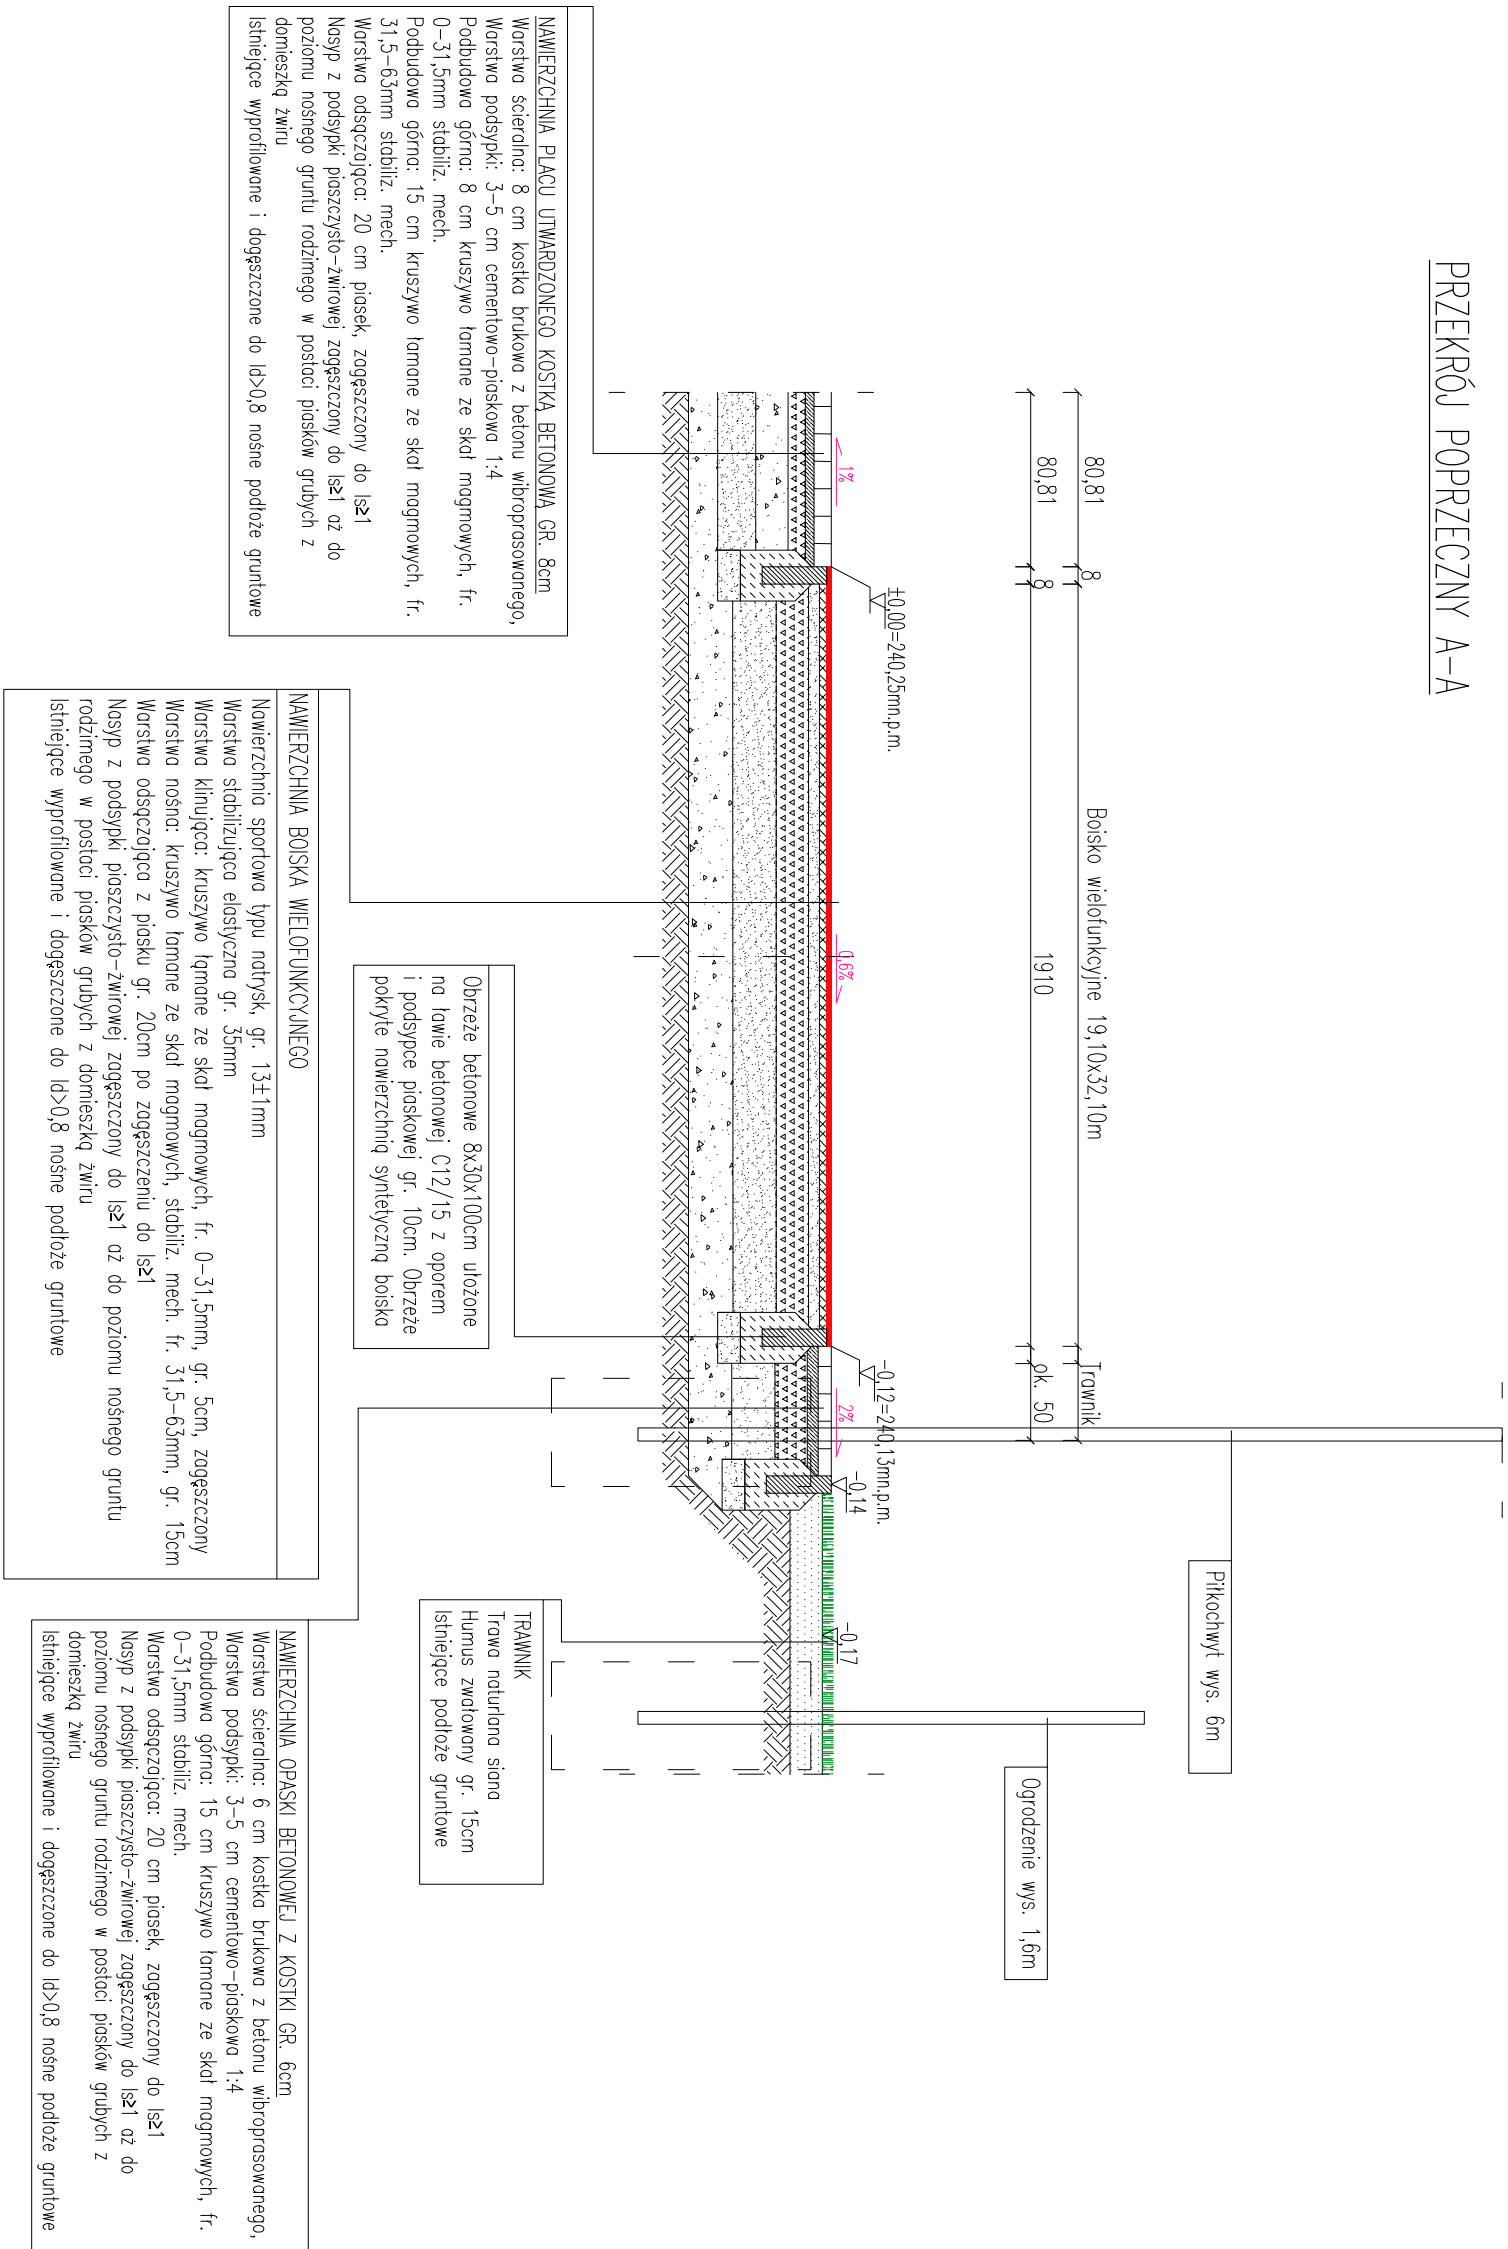 PRZEKRÓJ POPRZECZNY A-A
80,81
8
Boisko wielofunkcyjne 19,10x32,10m
Trawnik
80,81
8
1910
ok. 50
Piłkochwyt wys. 6m
Ogrodzenie wys. 1,6m
±0,00=240,25mn.p.m.
-0,12=240,13mn.p.m.
-0,14
-0,17
1%
0,6%
2%
NAWIERZCHNIA PLACU UTWARDZONEGO KOSTKĄ BETONOWĄ GR. 8cm
Warstwa ścieralna: 8 cm kostka brukowa z betonu wibroprasowanego,
Warstwa podsypki: 3-5 cm cementowo-piaskowa 1:4
Podbudowa górna: 8 cm kruszywo łamane ze skał magmowych, fr.
0-31,5mm stabiliz. mech.
Podbudowa górna: 15 cm kruszywo łamane ze skał magmowych, fr.
31,5-63mm stabiliz. mech.
Warstwa odsączająca: 20 cm piasek, zagęszczony do Is≥1
Nasyp z podsypki piaszczysto-żwirowej zagęszczony do Is≥1 aż do
poziomu nośnego gruntu rodzimego w postaci piasków grubych z
domieszką żwiru
Istniejące wyprofilowane i dogęszczone do Id>0,8 nośne podłoże gruntowe
NAWIERZCHNIA BOISKA WIELOFUNKCYJNEGO
Nawierzchnia sportowa typu natrysk, gr. 13±1mm
Warstwa stabilizująca elastyczna gr. 35mm
Warstwa klinująca: kruszywo łąmane ze skał magmowych, fr. 0-31,5mm, gr. 5cm, zagęszczony
Warstwa nośna: kruszywo łamane ze skał magmowych, stabiliz. mech. fr. 31,5-63mm, gr. 15cm
Warstwa odsączająca z piasku gr. 20cm po zagęszczeniu do Is≥1
Nasyp z podsypki piaszczysto-żwirowej zagęszczony do Is≥1 aż do poziomu nośnego gruntu
rodzimego w postaci piasków grubych z domieszką żwiru
Istniejące wyprofilowane i dogęszczone do Id>0,8 nośne podłoże gruntowe
Obrzeże betonowe 8x30x100cm ułożone
na ławie betonowej C12/15 z oporem
i podsypce piaskowej gr. 10cm. Obrzeże
pokryte nawierzchnią syntetyczną boiska
TRAWNIK
Trawa naturlana siana
Humus zwałowany gr. 15cm
Istniejące podłoże gruntowe
NAWIERZCHNIA OPASKI BETONOWEJ Z KOSTKI GR. 6cm
Warstwa ścieralna: 6 cm kostka brukowa z betonu wibroprasowanego,
Warstwa podsypki: 3-5 cm cementowo-piaskowa 1:4
Podbudowa górna: 15 cm kruszywo łamane ze skał magmowych, fr.
0-31,5mm stabiliz. mech.
Warstwa odsączająca: 20 cm piasek, zagęszczony do Is≥1
Nasyp z podsypki piaszczysto-żwirowej zagęszczony do Is≥1 aż do
poziomu nośnego gruntu rodzimego w postaci piasków grubych z
domieszką żwiru
Istniejące wyprofilowane i dogęszczone do Id>0,8 nośne podłoże gruntowe